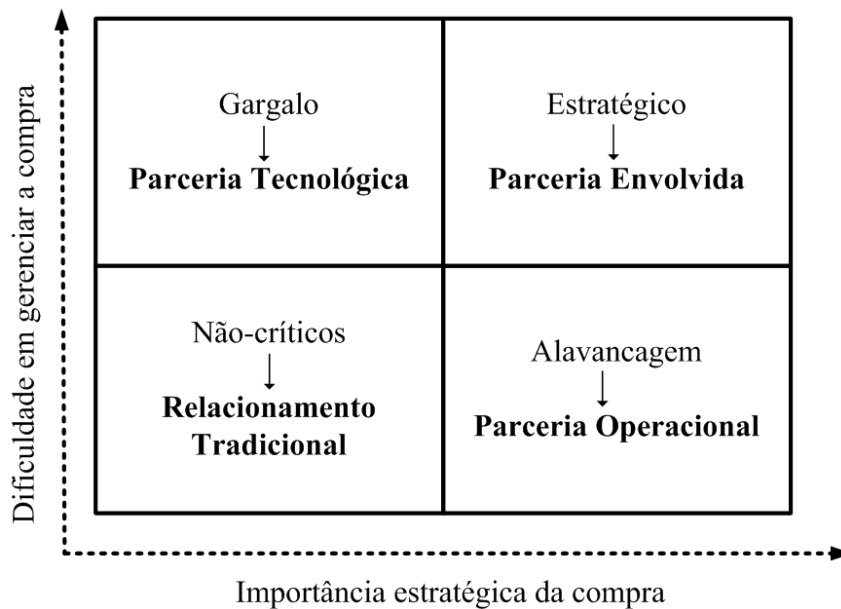 Dificuldade em gerenciar a compra
Gargalo
Parceria Tecnológica
Estratégico
Parceria Envolvida
Não-críticos
Relacionamento
Tradicional
Alavancagem
Parceria Operacional
Importância estratégica da compra